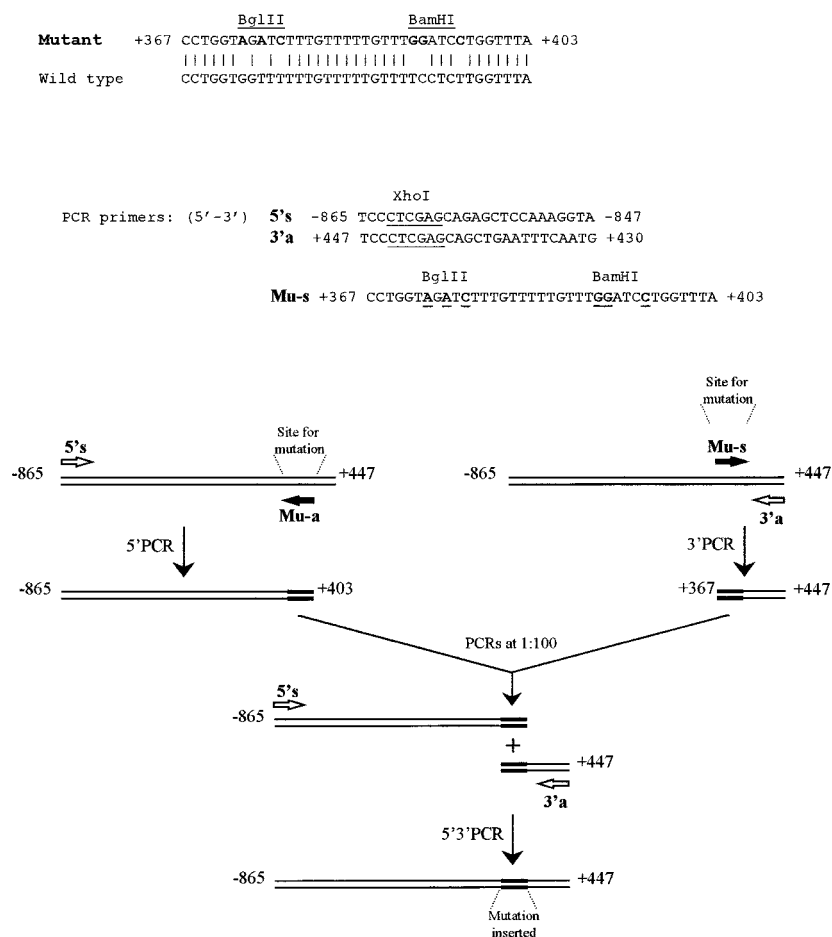 BglII BamHI
Mutant +367 CCTGGTAGATCTTTGTTTTTGTTTGGATCCTGGTTTA +403
Wild type CCTGGTGGTTTTTTGTTTTTGTTTTCCTCTTGGTTTA
XhoI
PCR primers: (5'-3') 5's -865 TCCCTCGAGCAGAGCTCCAAAGGTA -847
3'a +447 TCCCTCGAGCAGCTGAATTTCAATG +430
BglII BamHI
Mu-s +367 CCTGGTAGATCTTTGTTTTTGTTTGGATCCTGGTTTA +403
Site for
mutation
Mu-s
5's
Site for
mutation
-865 +447
-865 +447
Mu-a
3'a
5'PCR
3'PCR
-865 +403
+367 +447
PCRs at 1:100
5's
-865
+
+447
3'a
5'3'PCR
-865 +447
Mutation
inserted